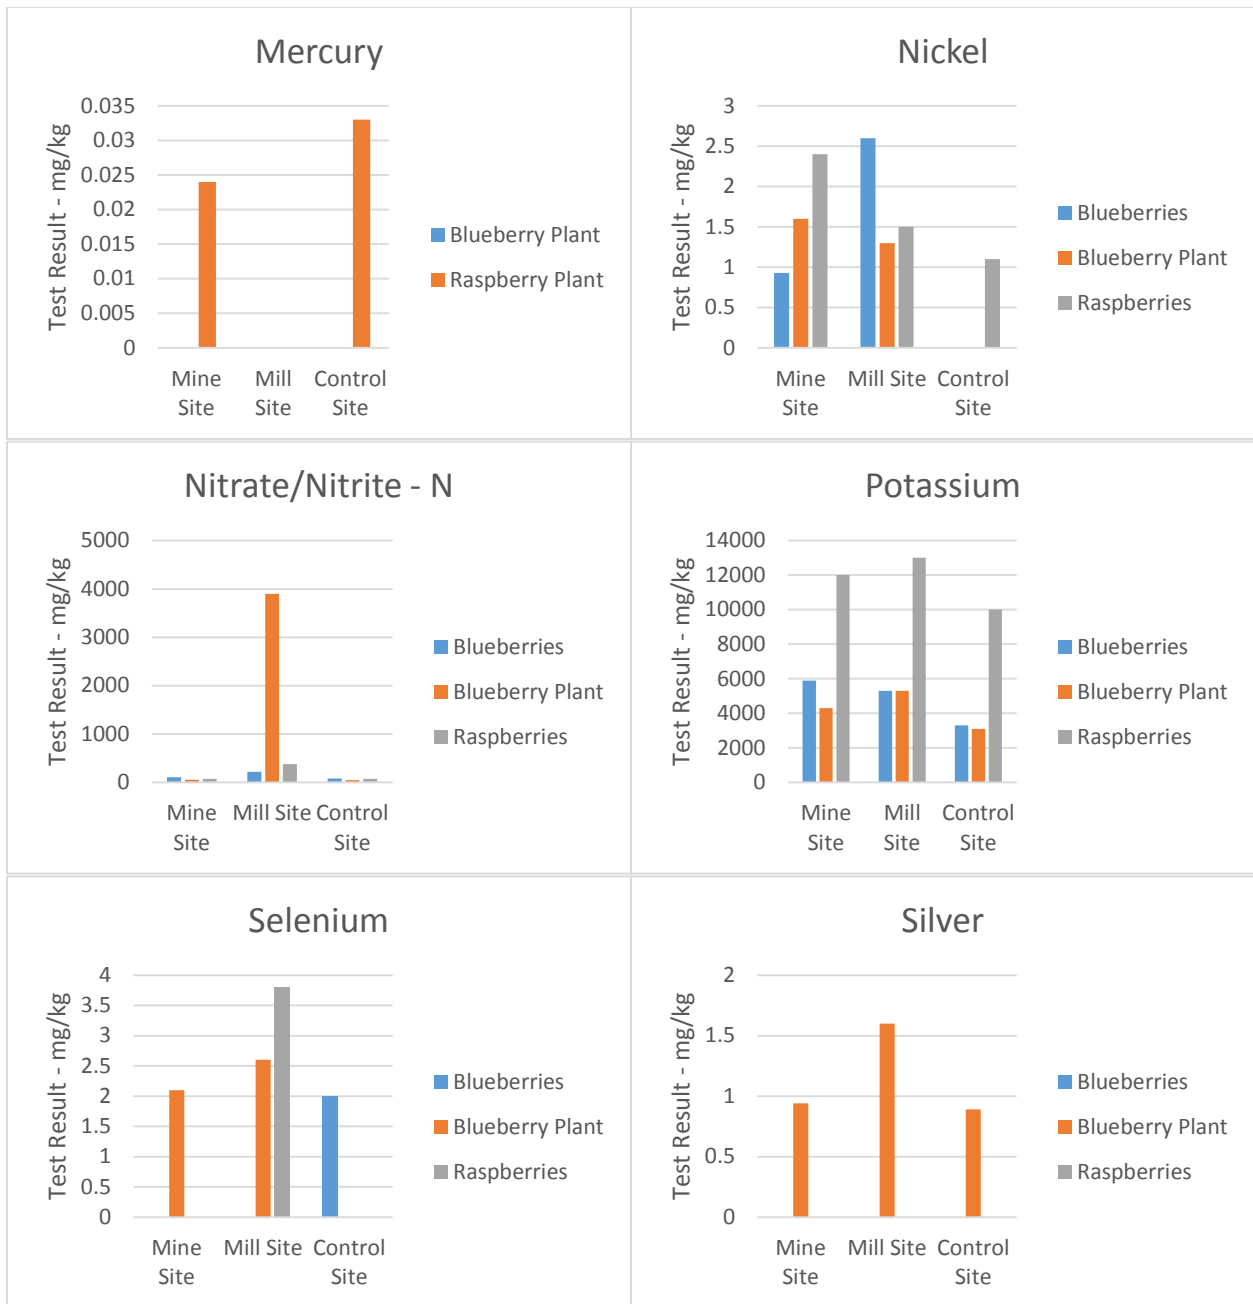 Mercury
Test Result - mg/kg
0.035
0.03
0.025
0.02
0.015
0.01
0.005
0
Mine Site
Mill Site
Control Site
Blueberry Plant
Raspberry Plant
Nickel
Test Result - mg/kg
3
2.5
2
1.5
1
0.5
0
Mine Site
Mill Site
Control Site
Blueberries
Blueberry Plant
Raspberries
Nitrate/Nitrite - N
Test Result - mg/kg
5000
4000
3000
2000
1000
0
Mine Site
Mill Site
Control Site
Blueberries
Blueberry Plant
Raspberries
Potassium
Test Result - mg/kg
14000
12000
10000
8000
6000
4000
2000
0
Mine Site
Mill Site
Control Site
Blueberries
Blueberry Plant
Raspberries
Selenium
Test Result - mg/kg
4
3.5
3
2.5
2
1.5
1
0.5
0
Mine Site
Mill Site
Control Site
Blueberries
Blueberry Plant
Raspberries
Silver
Test Result - mg/kg
2
1.5
1
0.5
0
Mine Site
Mill Site
Control Site
Blueberries
Blueberry Plant
Raspberries